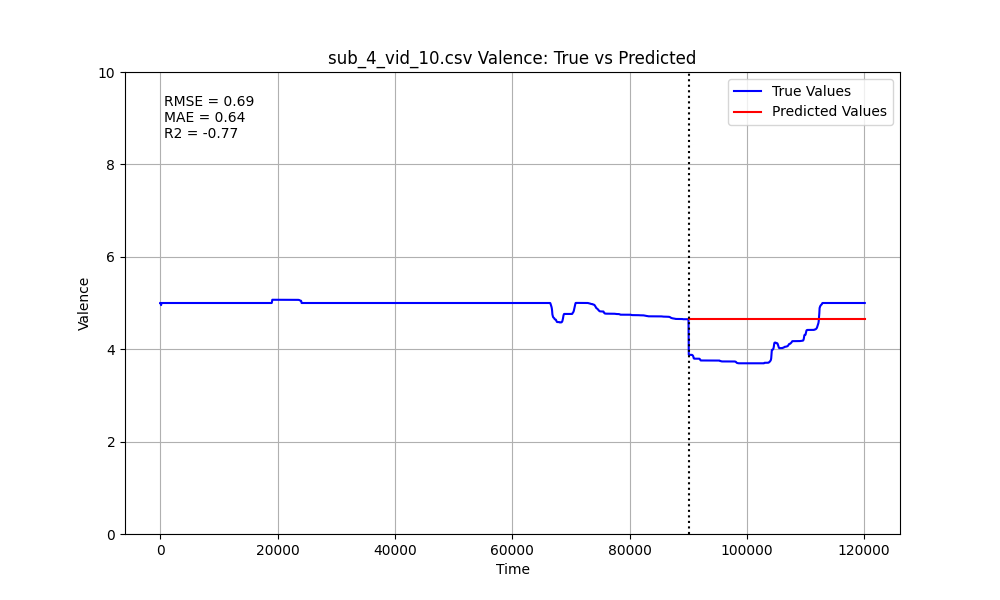 sub_4_vid_10.csv Valence: True vs Predicted
RMSE = 0.69
MAE = 0.64
R2 = -0.77
True Values
Predicted Values
Valence
10
8
6
4
2
0
0
20000
40000
60000
80000
100000
120000
Time